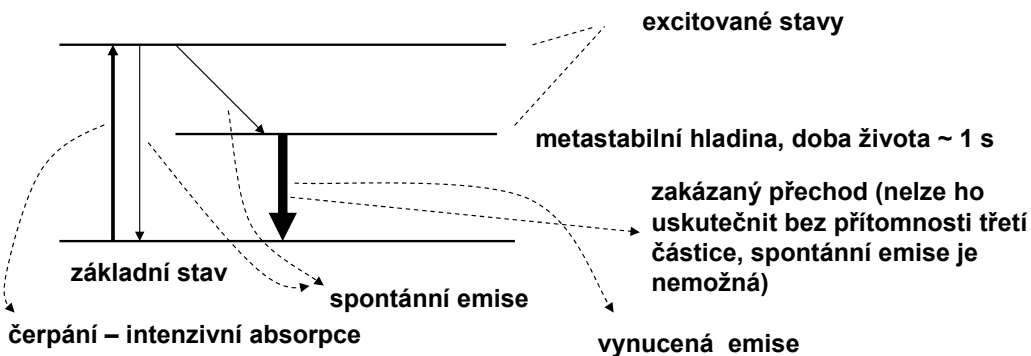 excitované stavy
metastabilní hladina, doba života ~ 1 s
zakázaný přechod (nelze ho
uskutečnit bez přítomnosti třetí
částice, spontánní emise je
nemožná)
základní stav
spontánní emise
čerpání – intenzivní absorpce
vynucená emise